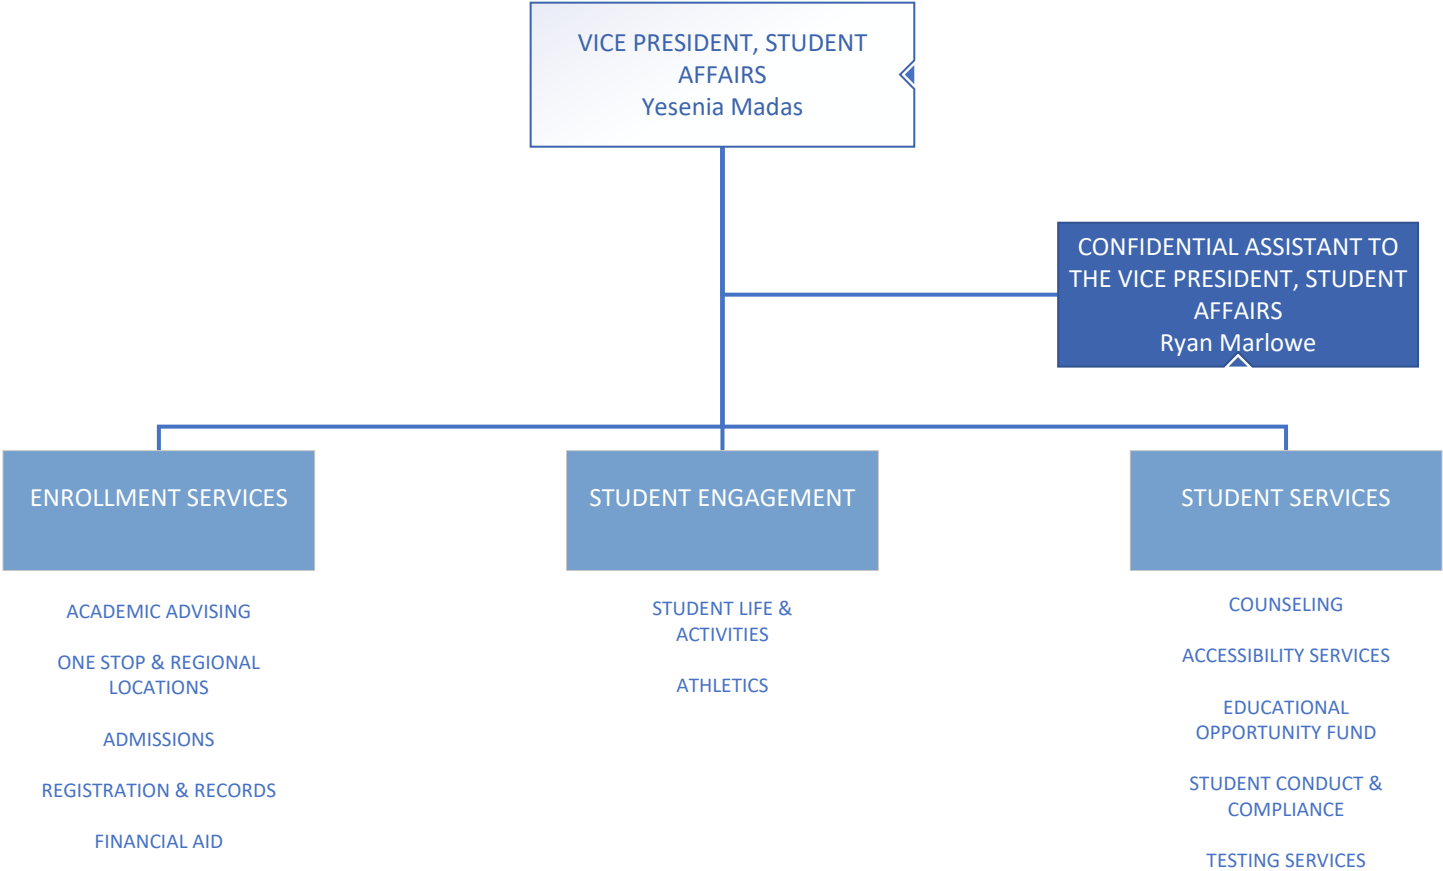 VICE PRESIDENT, STUDENT
AFFAIRS
Yesenia Madas
CONFIDENTIAL ASSISTANT TO
THE VICE PRESIDENT, STUDENT
AFFAIRS
Ryan Marlowe
ENROLLMENT SERVICES
ACADEMIC ADVISING
ONE STOP & REGIONAL
LOCATIONS
ADMISSIONS
REGISTRATION & RECORDS
FINANCIAL AID
STUDENT ENGAGEMENT
STUDENT LIFE &
ACTIVITIES
ATHLETICS
STUDENT SERVICES
COUNSELING
ACCESSIBILITY SERVICES
EDUCATIONAL
OPPORTUNITY FUND
STUDENT CONDUCT &
COMPLIANCE
TESTING SERVICES